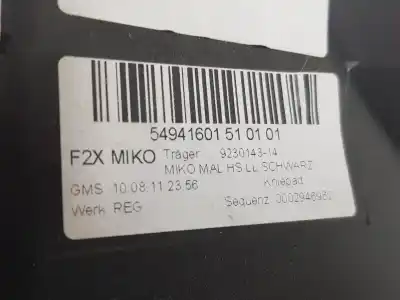 54941601 51 01 01
F2X MIKO Träger 9230143-14
MIKO MAL HS LL SCHWARZ
GMS 10.08.11 23:56 Kniepad
Werk REG Sequenz